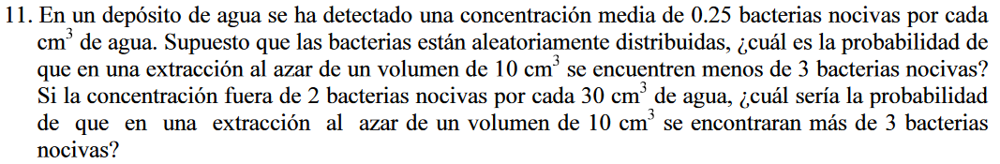 11. En un depósito de agua se ha detectado una concentración media de 0.25 bacterias nocivas por cada
cm³ de agua. Supuesto que las bacterias están aleatoriamente distribuidas, ¿cuál es la probabilidad de
que en una extracción al azar de un volumen de 10 cm³ se encuentren menos de 3 bacterias nocivas?
Si la concentración fuera de 2 bacterias nocivas por cada 30 cm³ de agua, ¿cuál sería la probabilidad
de que en una extracción al azar de un volumen de 10 cm³ se encontraran más de 3 bacterias
nocivas?